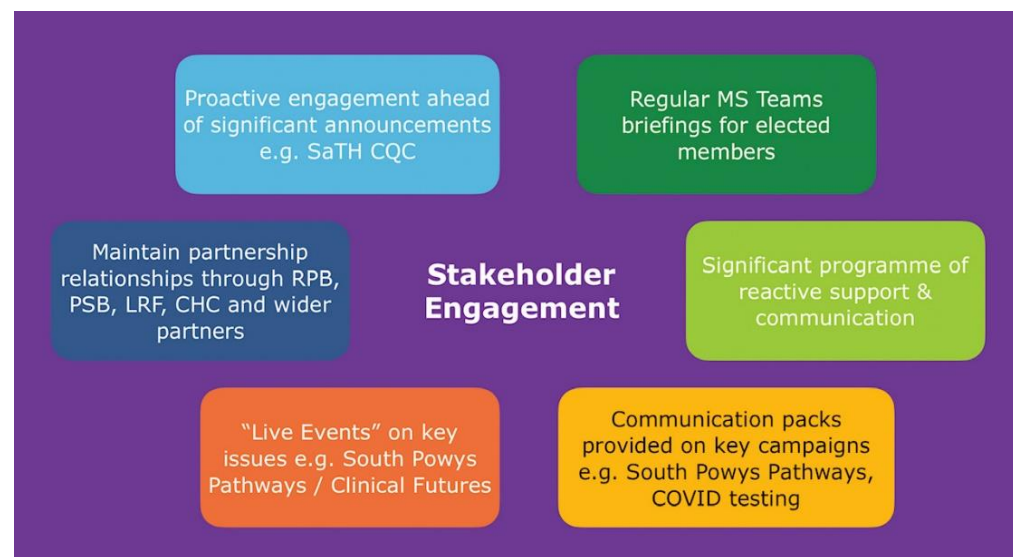 Proactive engagement ahead
of significant announcements
e.g. SaTH CQC
Regular MS Teams
briefings for elected
members
Maintain partnership
relationships through RPB,
PSB, LRF, CHC and wider
partners
Stakeholder
Engagement
Significant programme of
reactive support &
communication
“Live Events” on key
issues e.g. South Powys
Pathways / Clinical Futures
Communication packs
provided on key campaigns
e.g. South Powys Pathways,
COVID testing